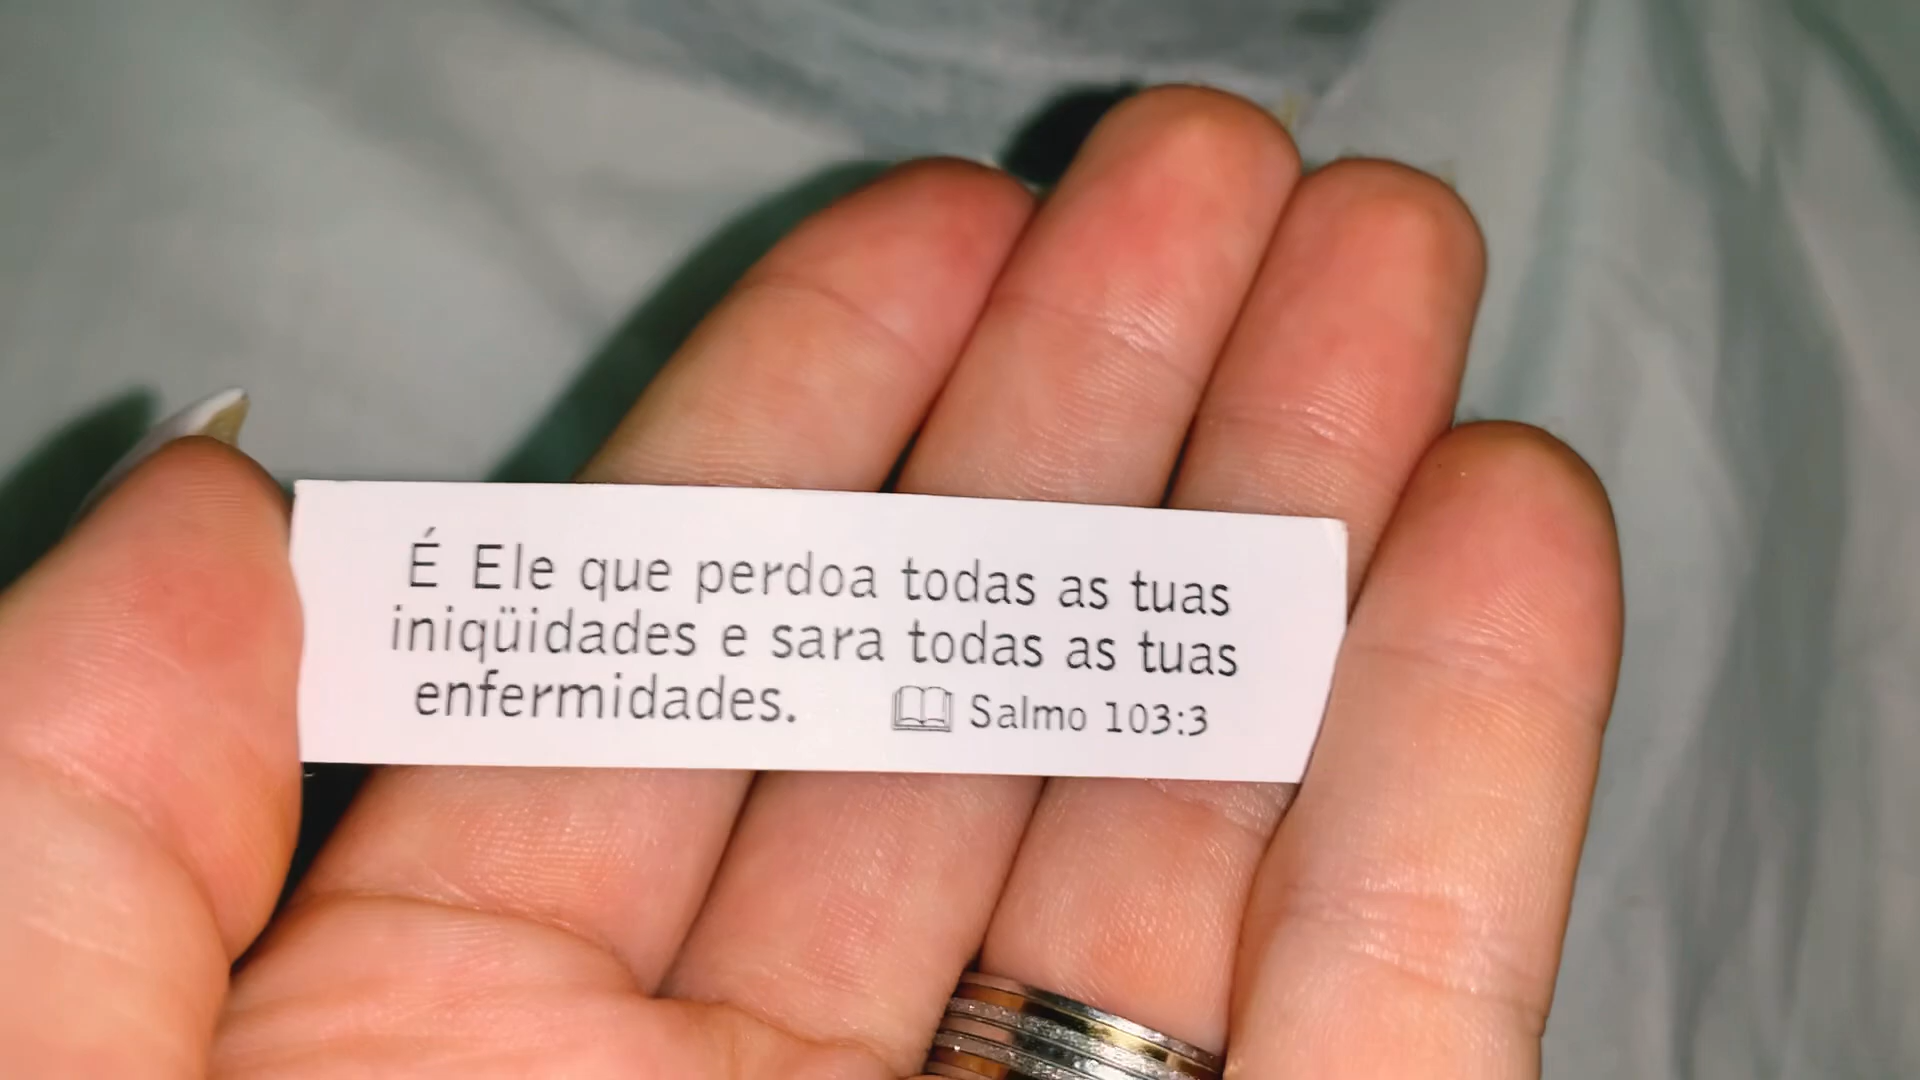 É Ele que perdoa todas as tuas
iniqüidades e sara todas as tuas
enfermidades. Salmo 103:3